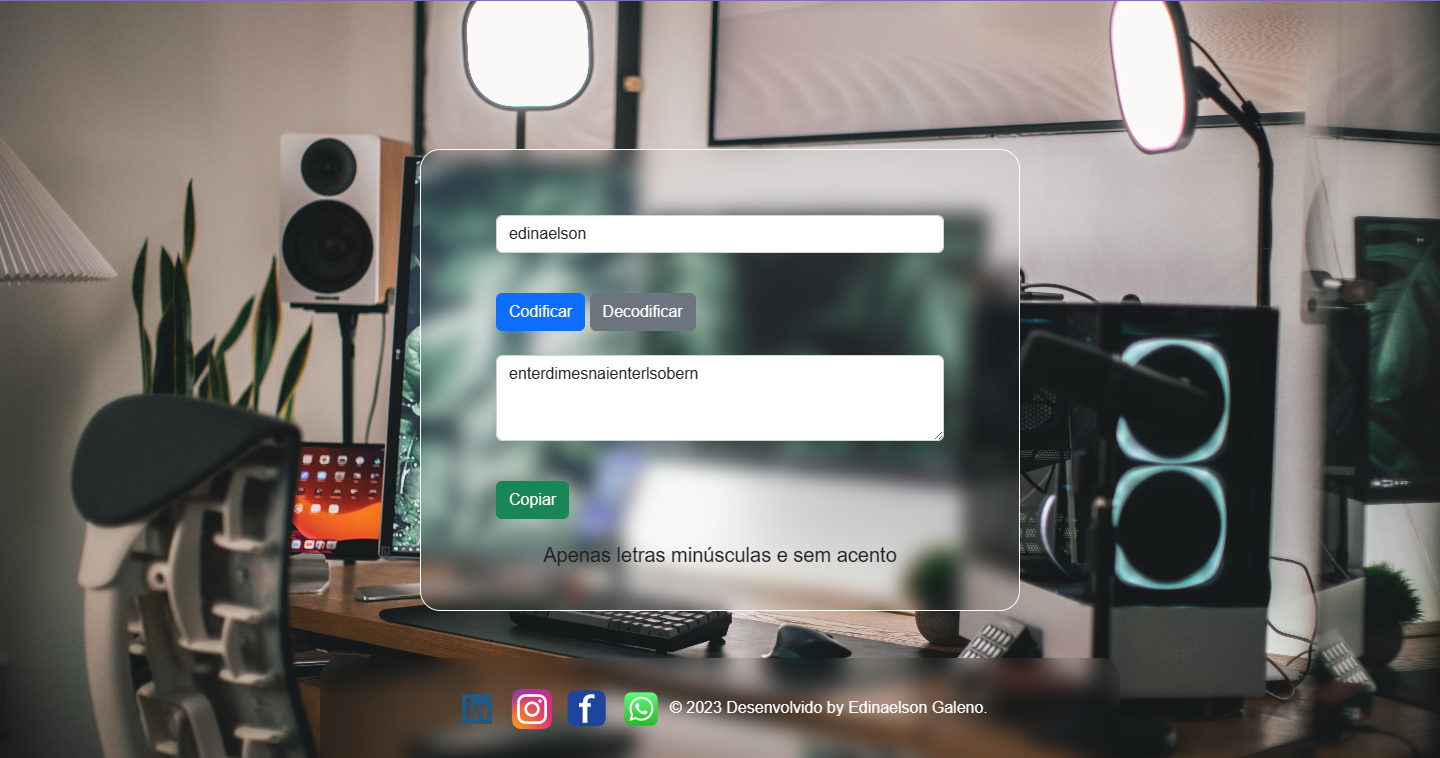 edinaelson
Codificar Decodificar
enterdimesnaienterlsobern
Copiar
Apenas letras minúsculas e sem acento
© 2023 Desenvolvido by Edinaelson Galeno.